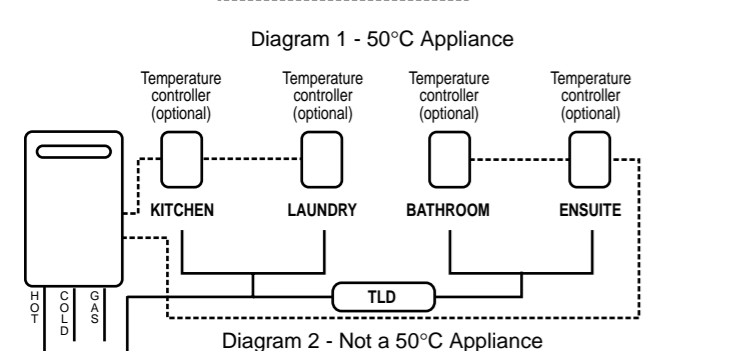 Diagram 1 - 50°C Appliance
Temperature
controller
(optional)
Temperature
controller
(optional)
Temperature
controller
(optional)
Temperature
controller
(optional)
KITCHEN
LAUNDRY
BATHROOM
ENSUITE
HOT
COLD
GAS
TLD
Diagram 2 - Not a 50°C Appliance